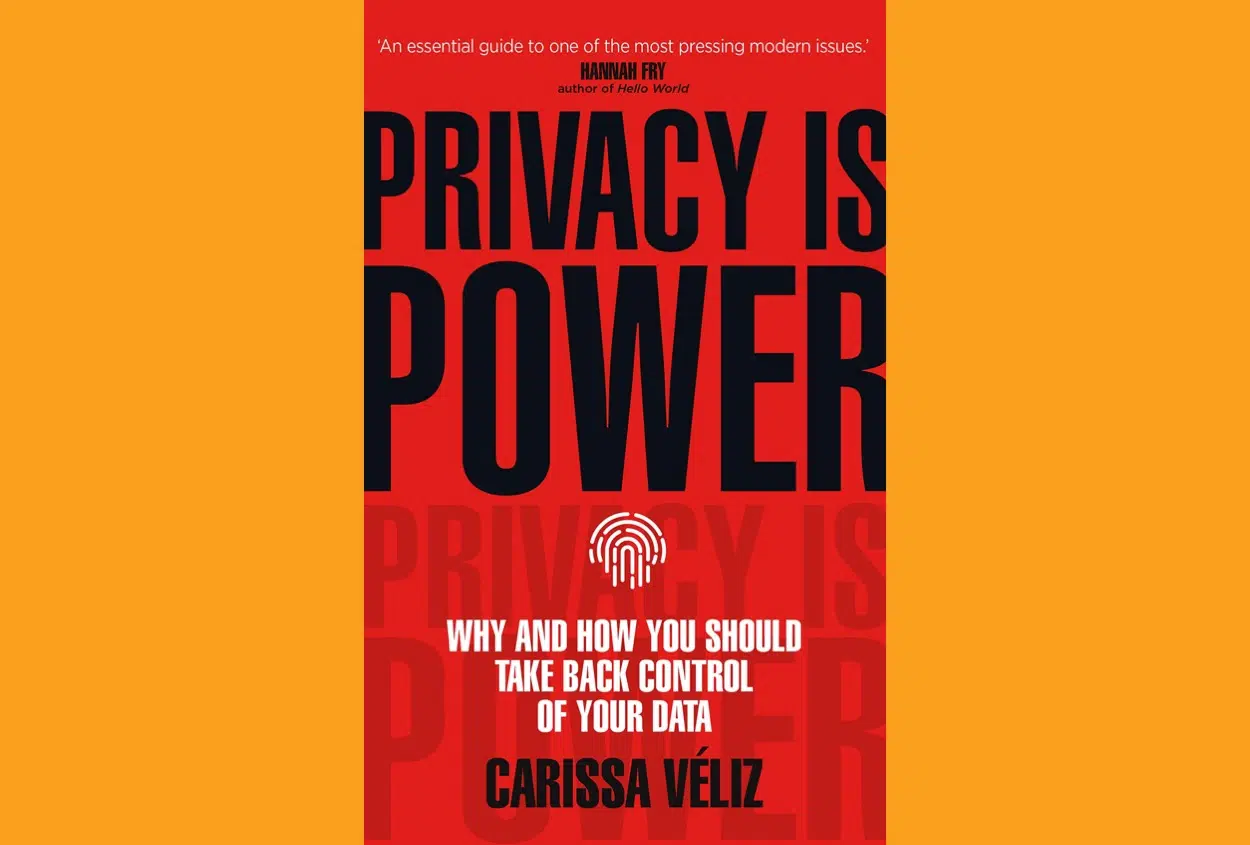 ‘An essential guide to one of the most pressing modern issues.’
HANNAH FRY
author of Hello World
PRIVACY IS
POWER
PRIVACY IS
POWER
WHY AND HOW YOU SHOULD
TAKE BACK CONTROL
OF YOUR DATA
CARISSA VÉLIZ